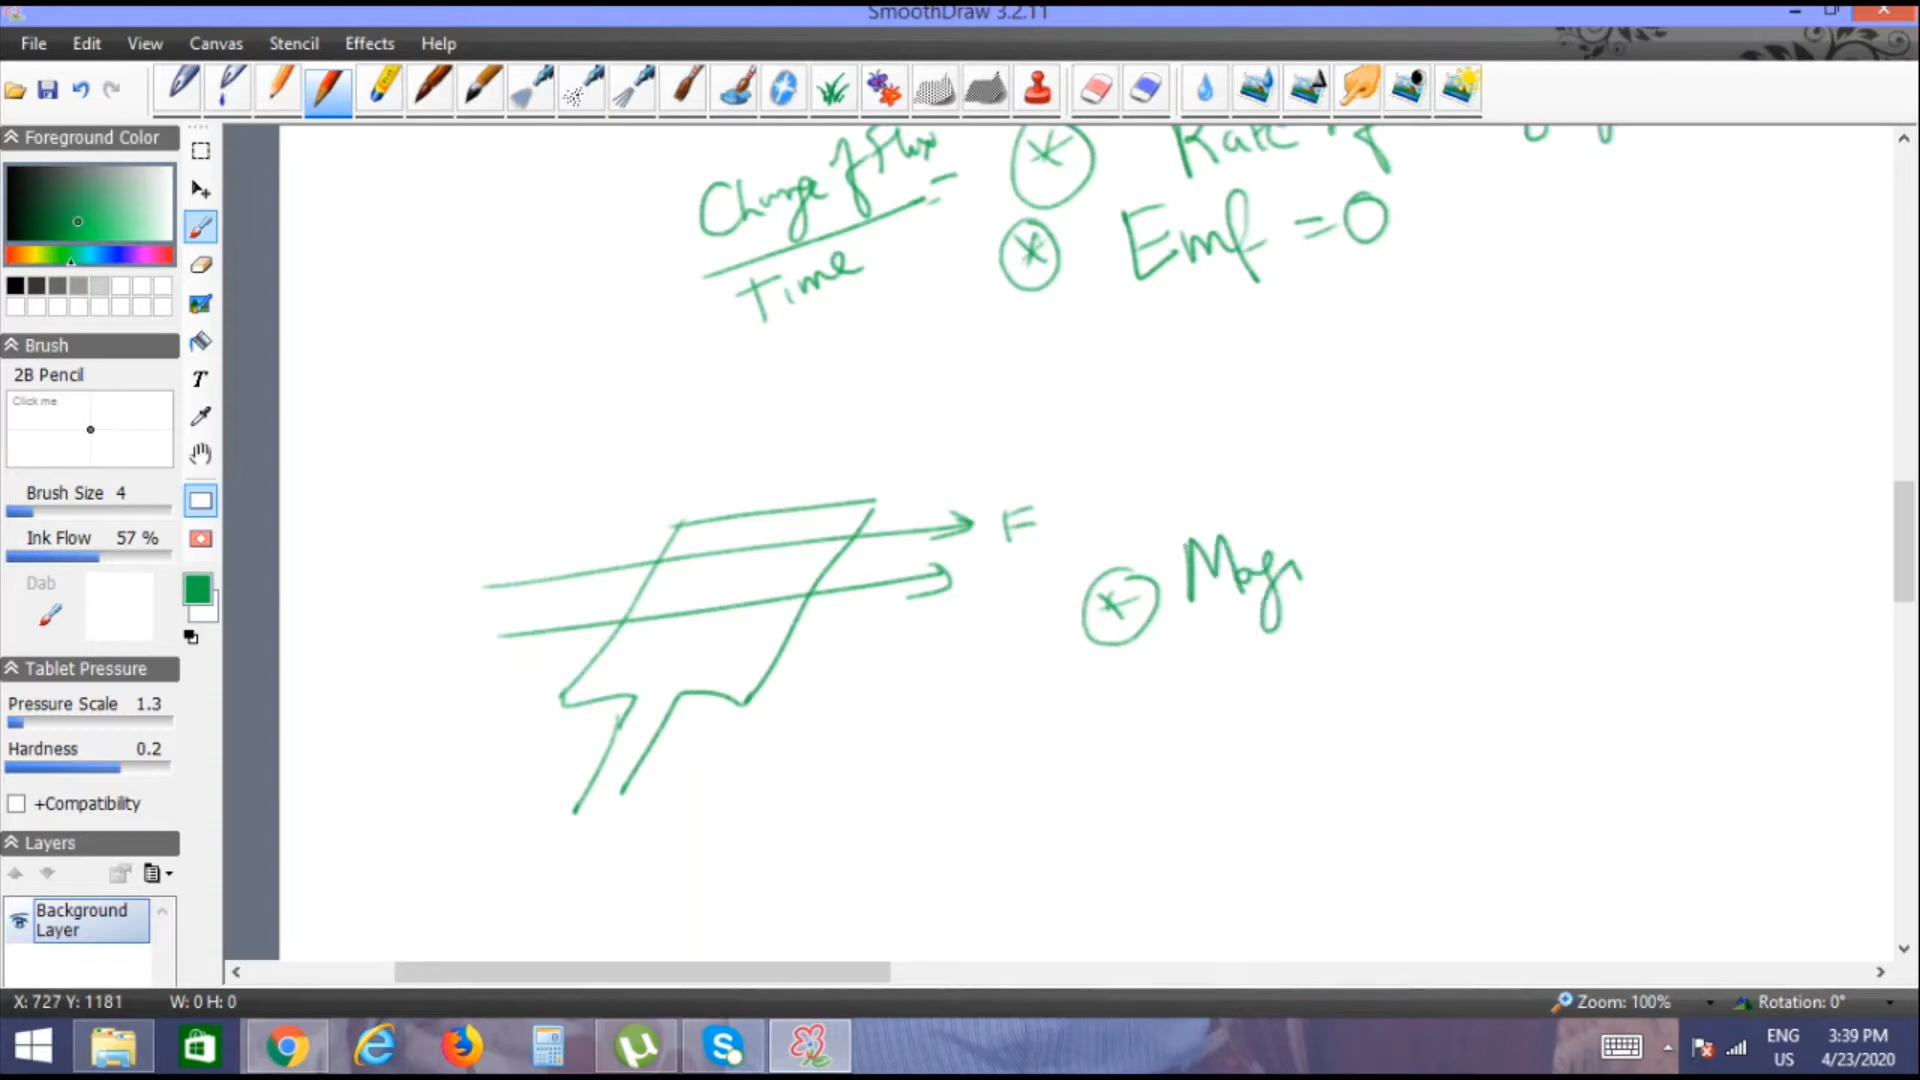 SmoothDraw 3.2.11
File Edit View Canvas Stencil Effects Help
Foreground Color
Brush
2B Pencil
Click me
Brush Size 4
Ink Flow 57 %
Dab
Tablet Pressure
Pressure Scale 1.3
Hardness 0.2
+Compatibility
Layers
Background
Layer
Change of flux
Time
=
* Rate
* Emf = 0
F
* Magn
X: 727 Y: 1181 W: 0 H: 0 Zoom: 100% Rotation: 0°
ENG 3:39 PM
US 4/23/2020